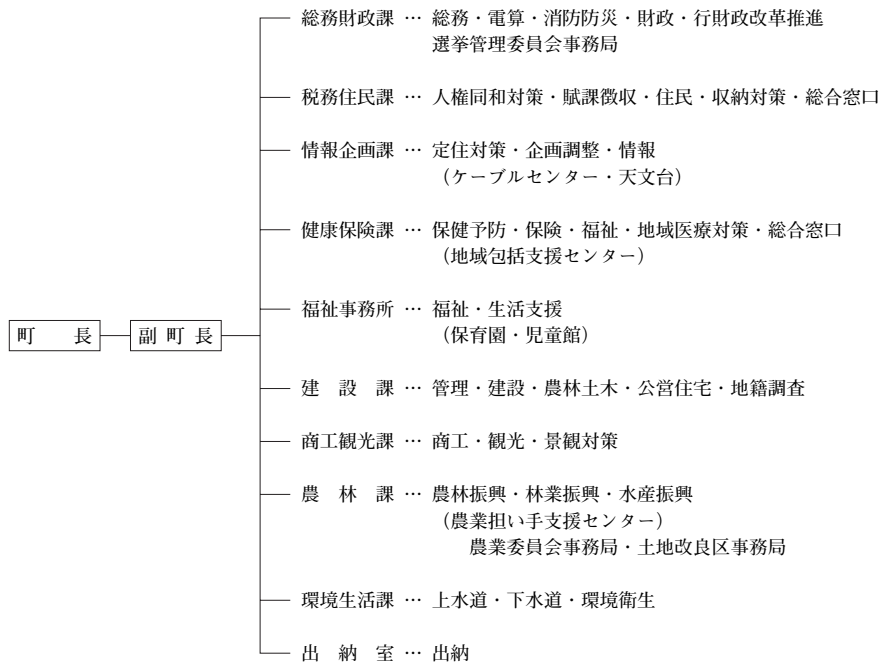 総務財政課 … 総務・電算・消防防災・財政・行財政改革推進
選挙管理委員会事務局
税務住民課 … 人権同和対策・賦課徴収・住民・収納対策・総合窓口
情報企画課 … 定住対策・企画調整・情報
（ケーブルセンター・天文台）
健康保険課 … 保健予防・保険・福祉・地域医療対策・総合窓口
（地域包括支援センター）
福祉事務所 … 福祉・生活支援
（保育園・児童館）
町　長
副 町 長
建　設　課 … 管理・建設・農林土木・公営住宅・地籍調査
商工観光課 … 商工・観光・景観対策
農　林　課 … 農林振興・林業振興・水産振興
（農業担い手支援センター）
農業委員会事務局・土地改良区事務局
環境生活課 … 上水道・下水道・環境衛生
出　納　室 … 出納